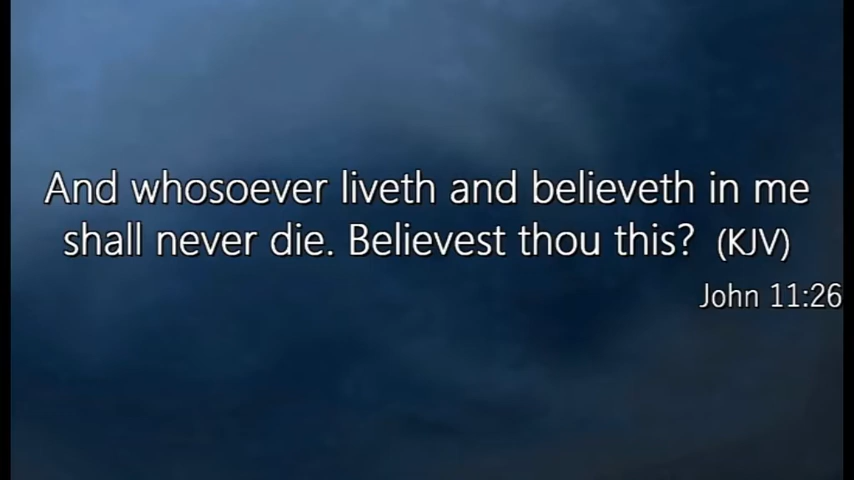 And whosoever liveth and believeth in me
shall never die. Believest thou this? (KJV)
John 11:26